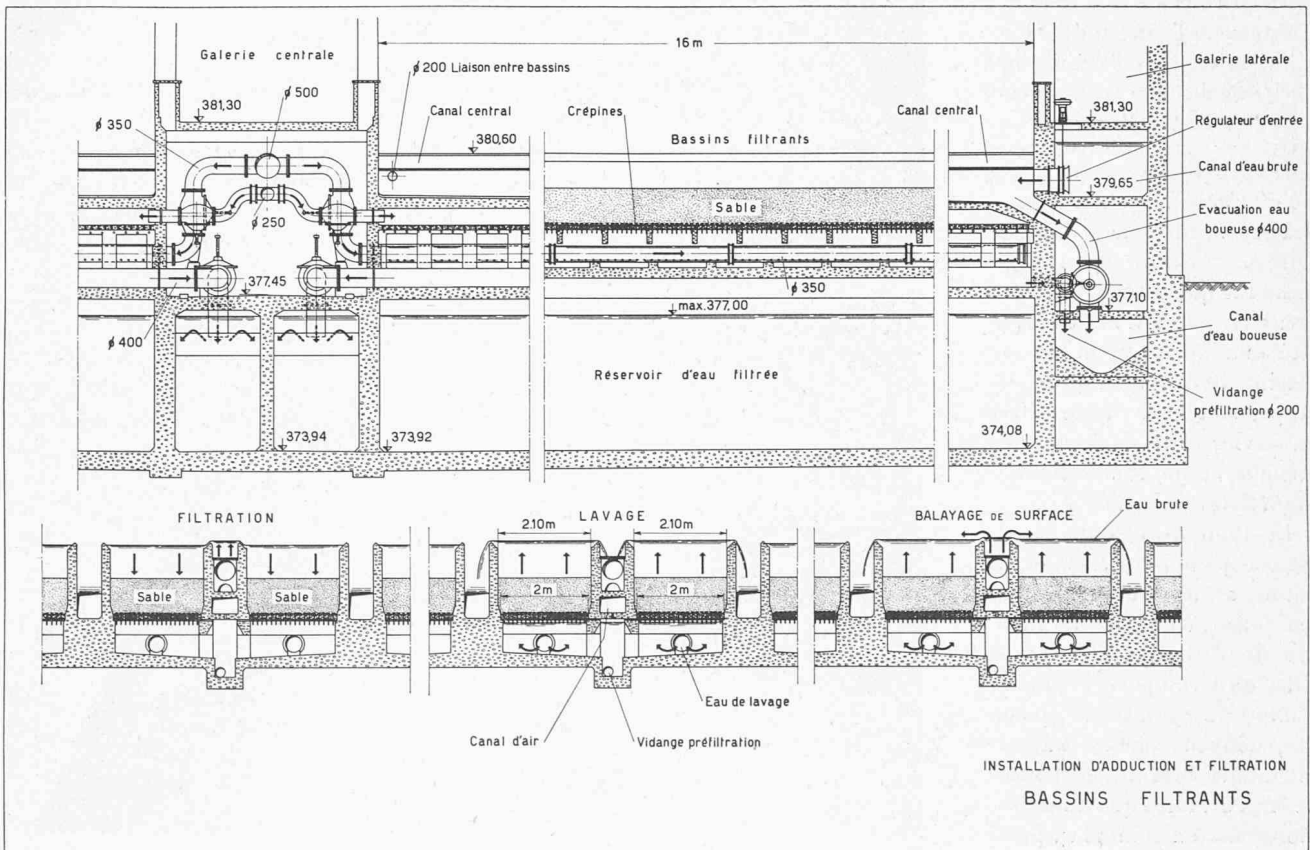 16 m
Galerie centrale
Galerie latérale
ϕ 200 Liaison entre bassins
ϕ 500
381,30
Canal central
Crépines
Canal central
381,30
Régulateur d'entrée
ϕ 350
380,60
Bassins filtrants
Canal d'eau brute
379,65
Sable
Evacuation eau
boueuse ϕ 400
ϕ 250
377,45
ϕ 350
max. 377,00
377,10
Canal
d'eau boueuse
ϕ 400
Réservoir d'eau filtrée
Vidange
préfiltration ϕ 200
373,94
373,92
374,08
FILTRATION
LAVAGE
BALAYAGE DE SURFACE
Eau brute
2.10m
2.10m
Sable
Sable
2m
2m
Eau de lavage
Canal d'air
Vidange préfiltration
INSTALLATION D'ADDUCTION ET FILTRATION
BASSINS FILTRANTS